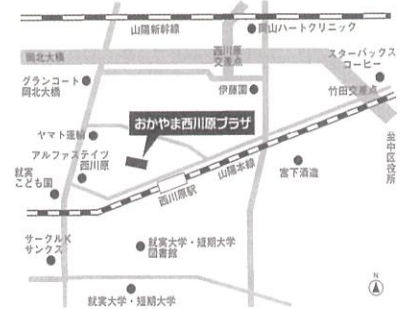 山陽新幹線
岡山ハートクリニック
西川原
交差点
スターバックス
コーヒー
岡北大橋
グランコート
岡北大橋
伊藤園
竹田交差点
おかやま西川原プラザ
ヤマト運輸
アルファステイツ
西川原
至中区役所
就実
こども園
山陽本線
宮下酒造
西川原駅
サークルK
サンクス
就実大学・短期大学
図書館
就実大学・短期大学
N